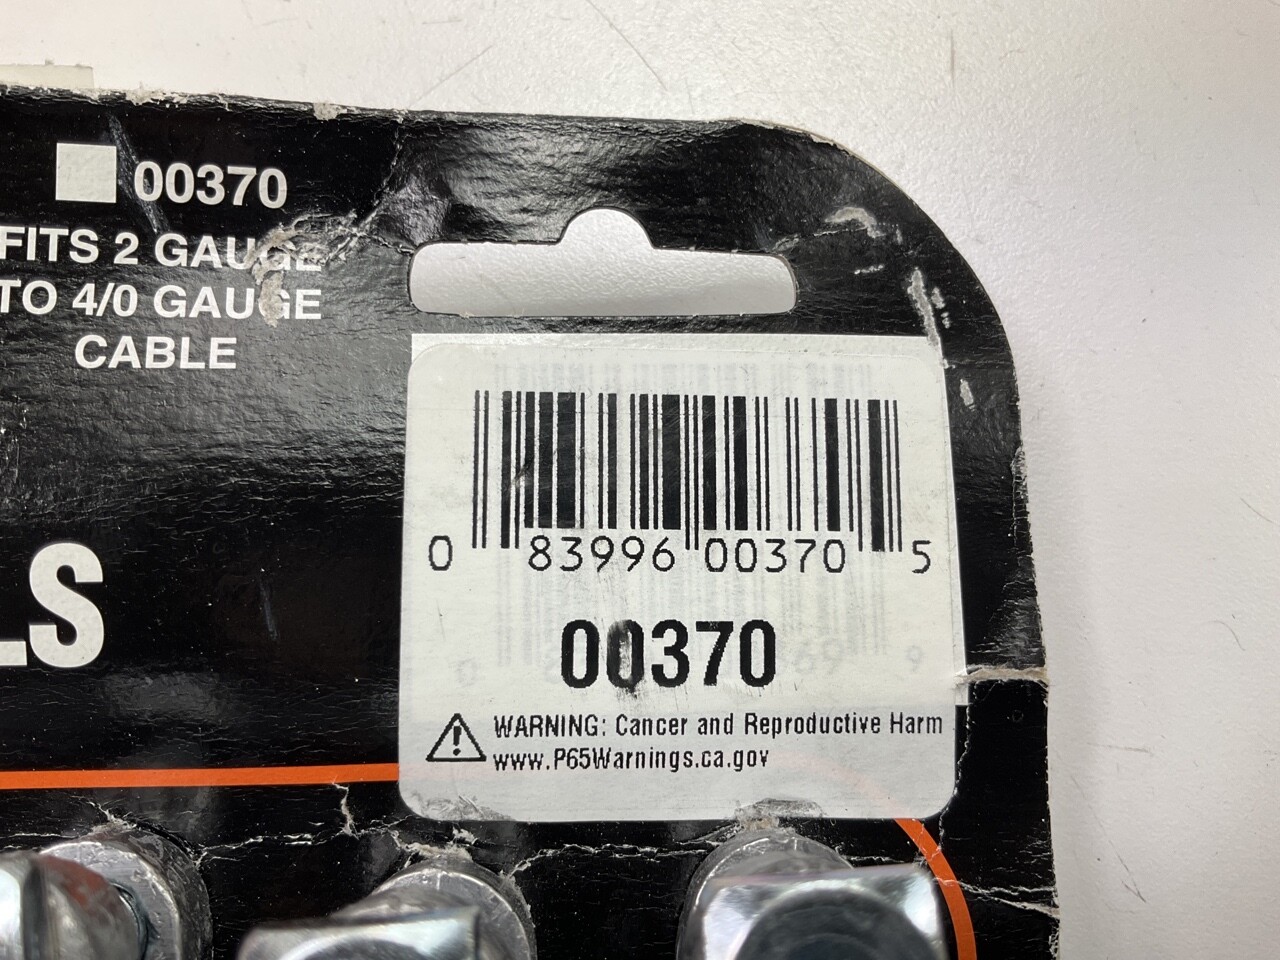 00370
FITS 2 GAUGE
TO 4/0 GAUGE
CABLE
LS
0 83996 00370 5
00370
WARNING: Cancer and Reproductive Harm
www.P65Warnings.ca.gov